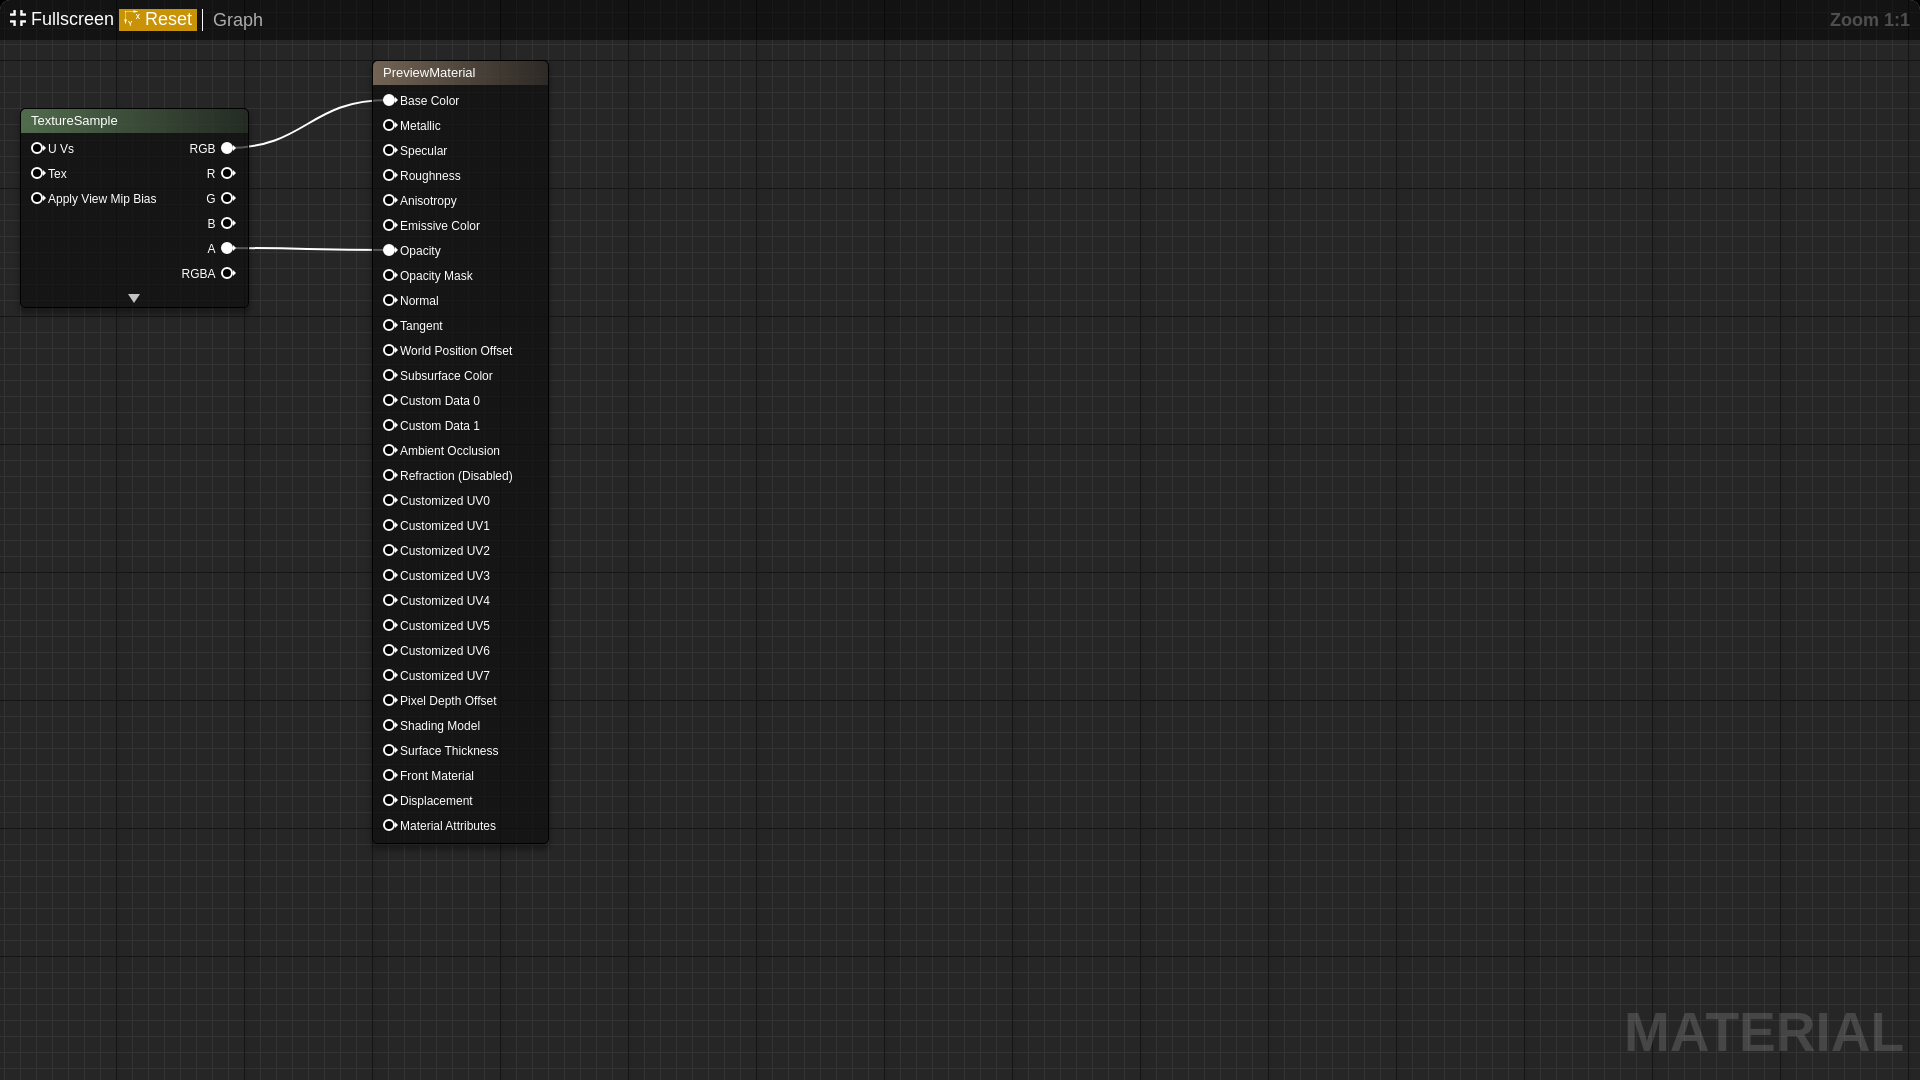 Fullscreen Reset Graph Zoom 1:1
PreviewMaterial
Base Color
Metallic
Specular
Roughness
Anisotropy
Emissive Color
Opacity
Opacity Mask
Normal
Tangent
World Position Offset
Subsurface Color
Custom Data 0
Custom Data 1
Ambient Occlusion
Refraction (Disabled)
Customized UV0
Customized UV1
Customized UV2
Customized UV3
Customized UV4
Customized UV5
Customized UV6
Customized UV7
Pixel Depth Offset
Shading Model
Surface Thickness
Front Material
Displacement
Material Attributes
TextureSample
U Vs RGB
Tex R
Apply View Mip Bias G
B
A
RGBA
MATERIAL